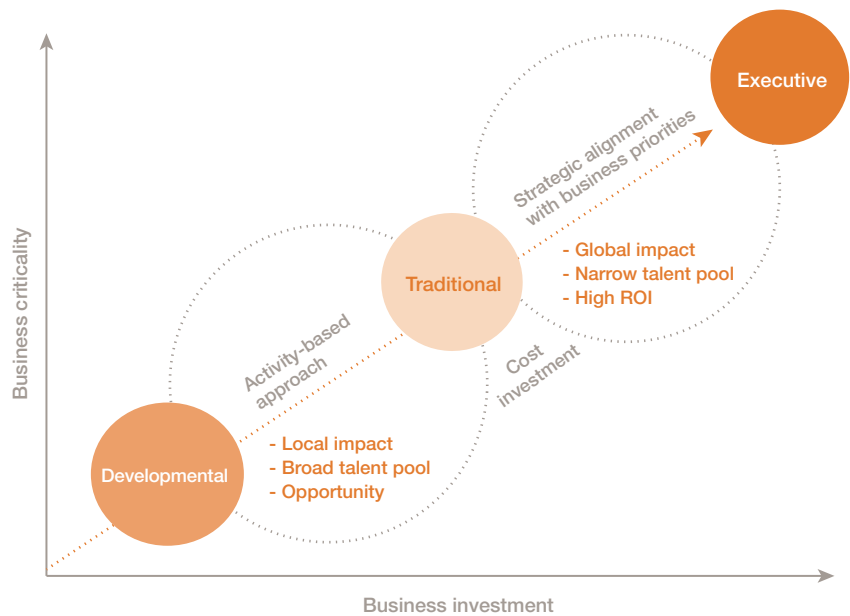 Executive
Strategic alignment
with business priorities
- Global impact
- Narrow talent pool
- High ROI
Traditional
Cost
investment
Activity-based
approach
- Local impact
- Broad talent pool
- Opportunity
Developmental
Business criticality
Business investment